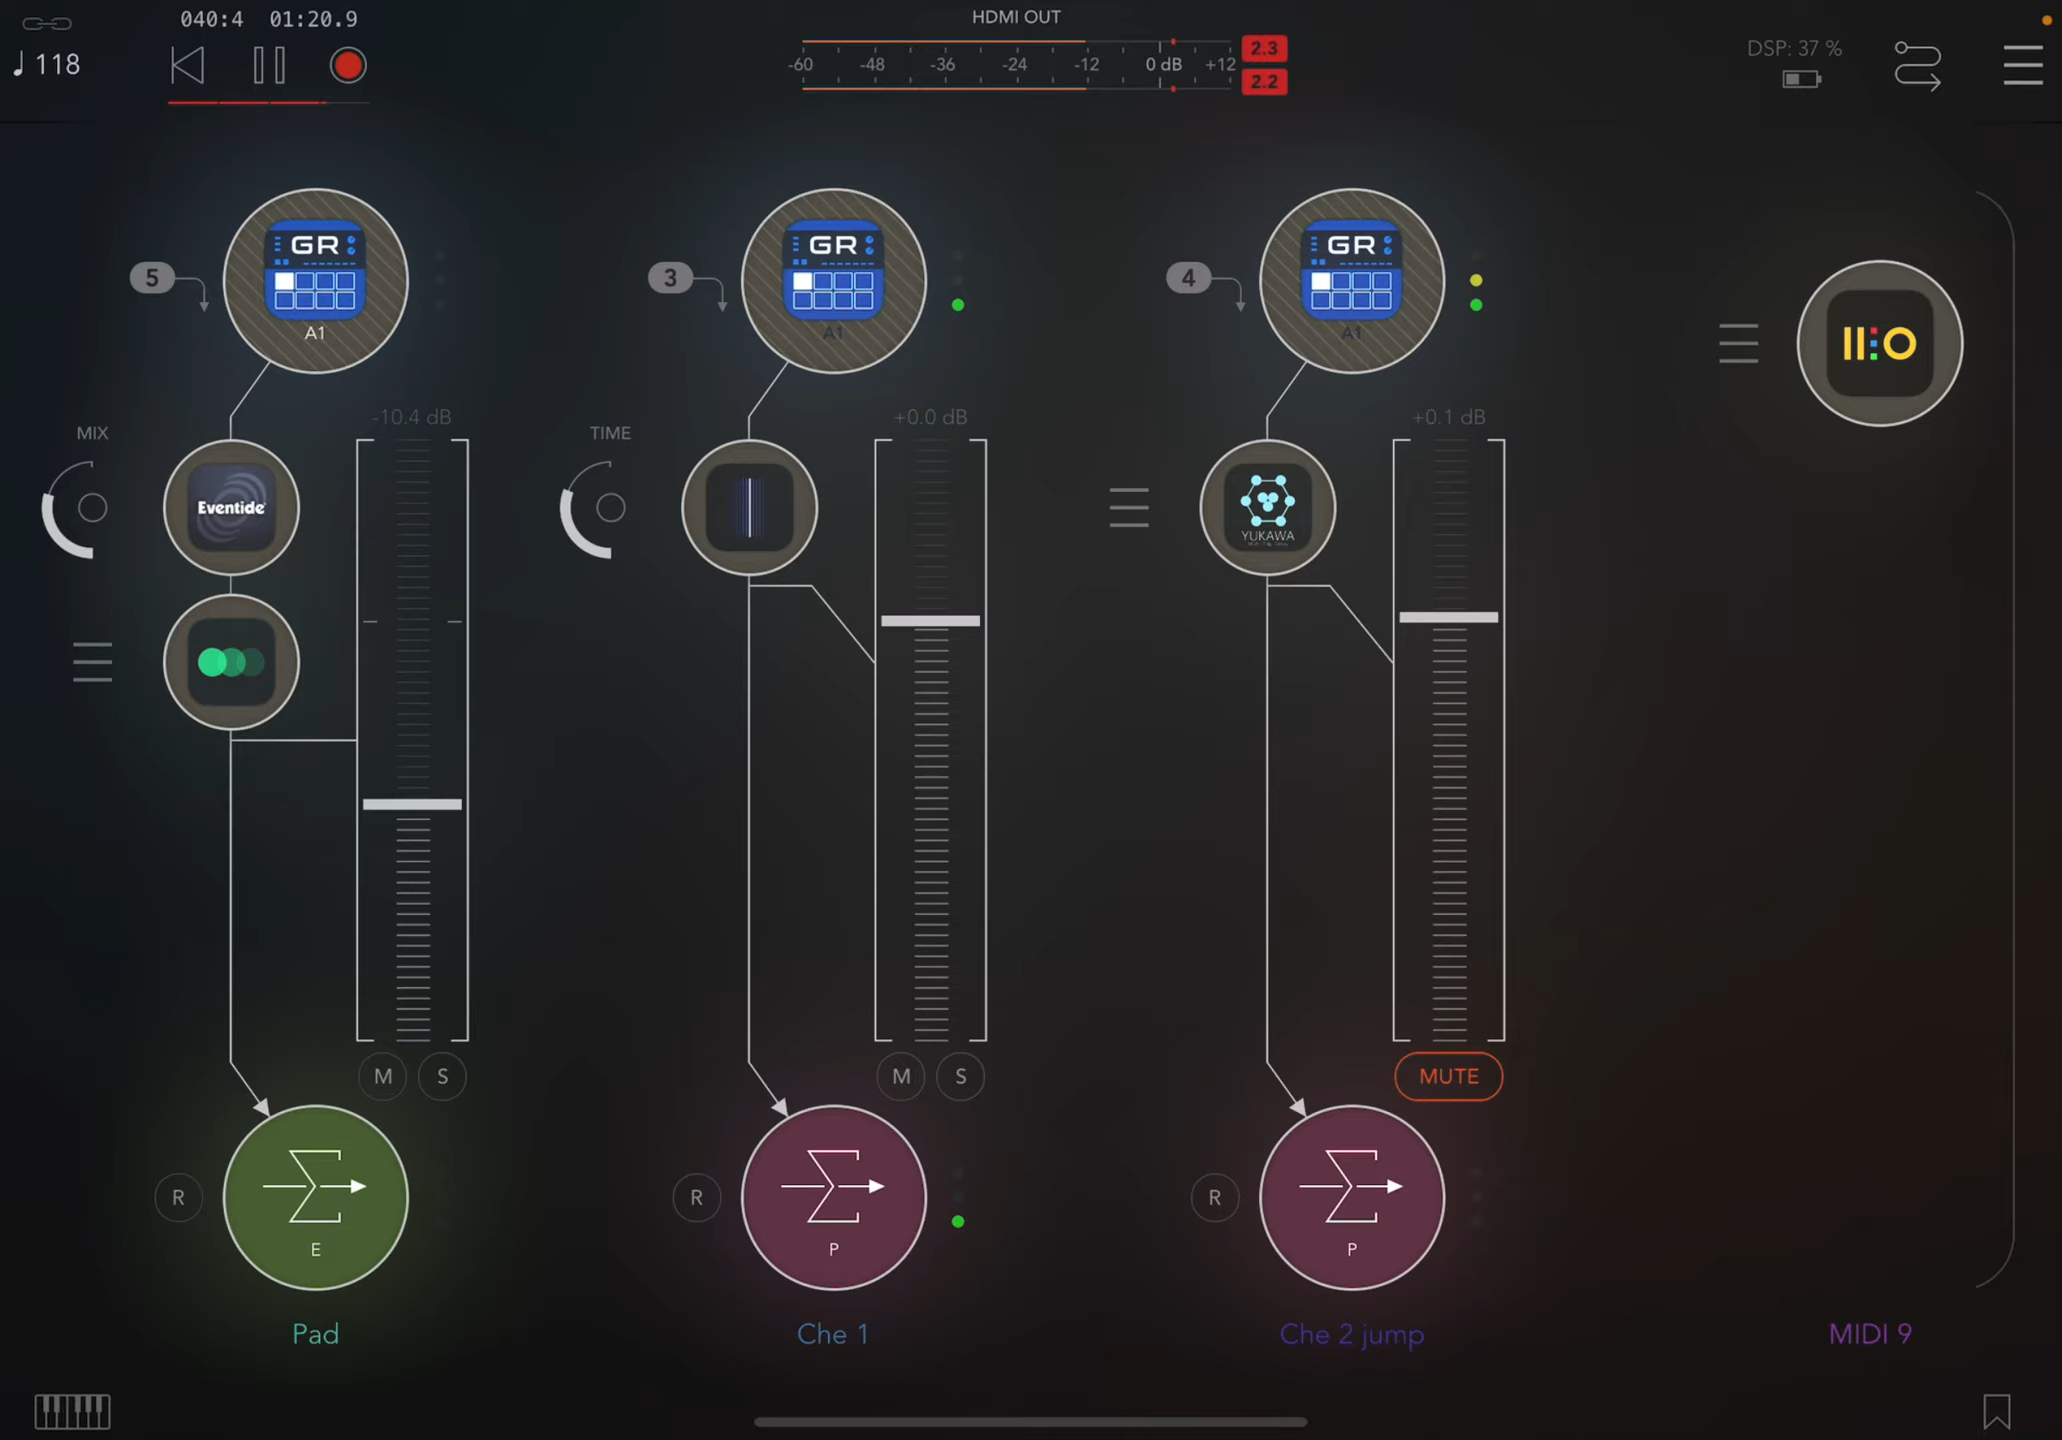 040:4 01:20.9
118
HDMI OUT
-60 -48 -36 -24 -12 0 dB +12
2.3
2.2
DSP: 37 %
5
GR
A1
3
GR
A1
4
GR
A1
MIX
-10.4 dB
TIME
+0.0 dB
+0.1 dB
Eventide
YUKAWA
M S
M S
MUTE
R
E
R
P
R
P
Pad
Che 1
Che 2 jump
MIDI 9